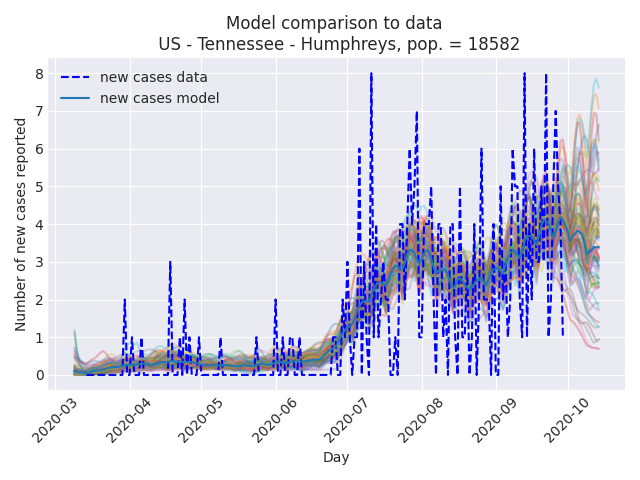 Model comparison to data
US - Tennessee - Humphreys, pop. = 18582
new cases data
new cases model
Number of new cases reported
8
7
6
5
4
3
2
1
0
2020-03
2020-04
2020-05
2020-06
2020-07
2020-08
2020-09
2020-10
Day